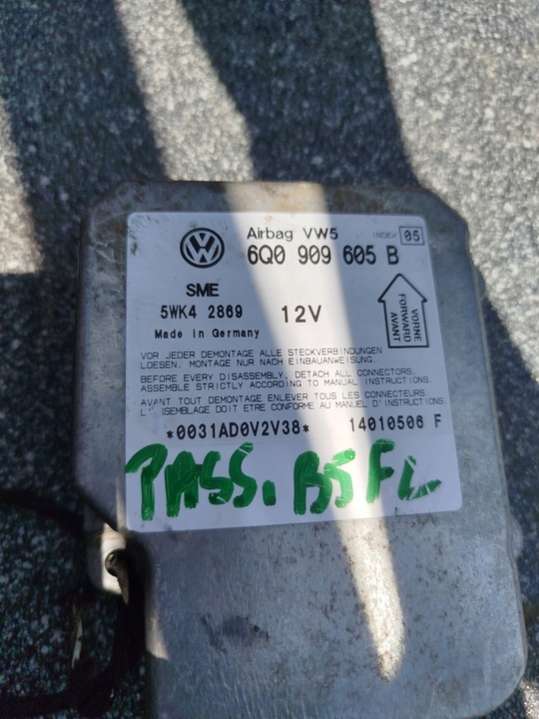 Airbag VW5 INDEX 05
6Q0 909 605 B
SME
5WK4 2869 12V
Made in Germany
VORNE
FORWARD
AVANT
VOR JEDER DEMONTAGE ALLE STECKVERBINDUNGEN
LOESEN. MONTAGE NUR NACH EINBAUANWEISUNG.
BEFORE EVERY DISASSEMBLY, DETACH ALL CONNECTORS.
ASSEMBLE STRICTLY ACCORDING TO MANUAL INSTRUCTIONS.
AVANT TOUT DEMONTAGE ENLEVER TOUS LES CONNECTEURS.
L'ASSEMBLAGE DOIT ETRE CONFORME AU MANUEL D'INSTRUCTIONS.
*0031AD0V2V38* 14010506 F
PASS. B5 FL